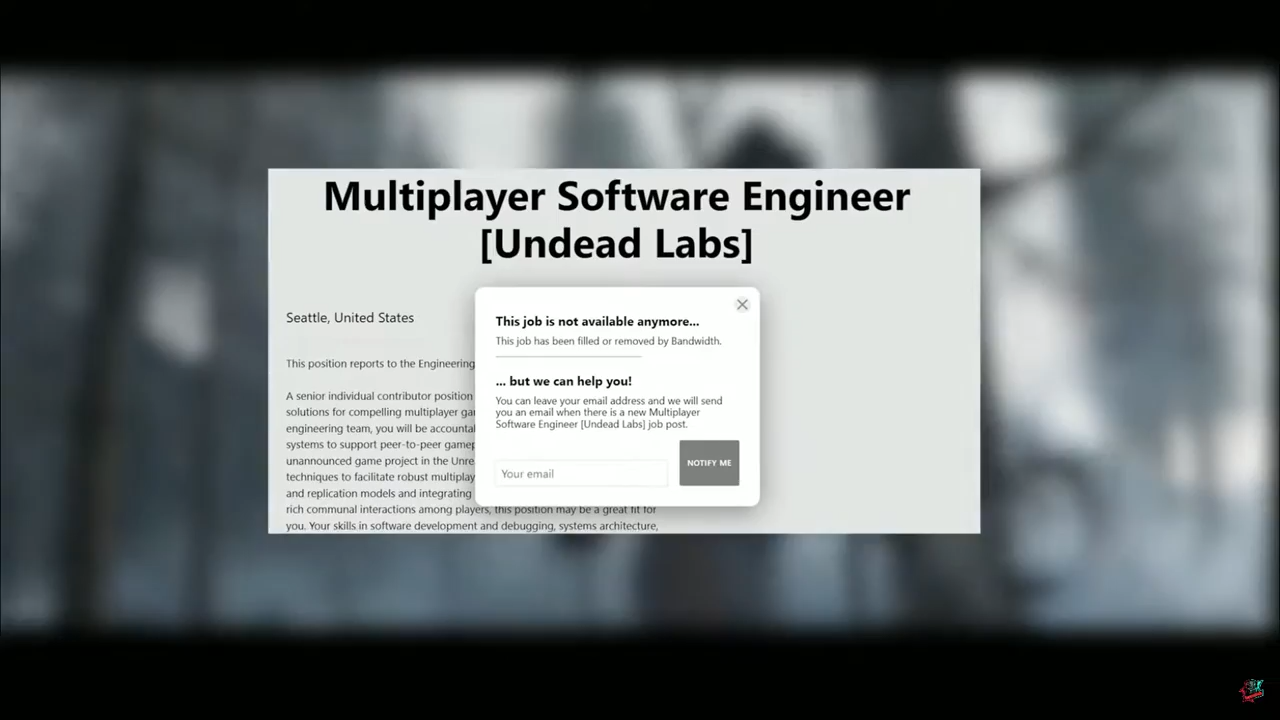 Multiplayer Software Engineer
[Undead Labs]
Seattle, United States
This position reports to the Engineering
A senior individual contributor position
solutions for compelling multiplayer
engineering team, you will be
systems to support peer-to-peer
unannounced game project in the
techniques to facilitate robust
and replication models and integrating
rich communal interactions among players, this position may be a great fit for
you. Your skills in software development and debugging, systems architecture,
This job is not available anymore...
This job has been filled or removed by Bandwidth.
... but we can help you!
You can leave your email address and we will send
you an email when there is a new Multiplayer
Software Engineer [Undead Labs] job post.
Your email
NOTIFY ME